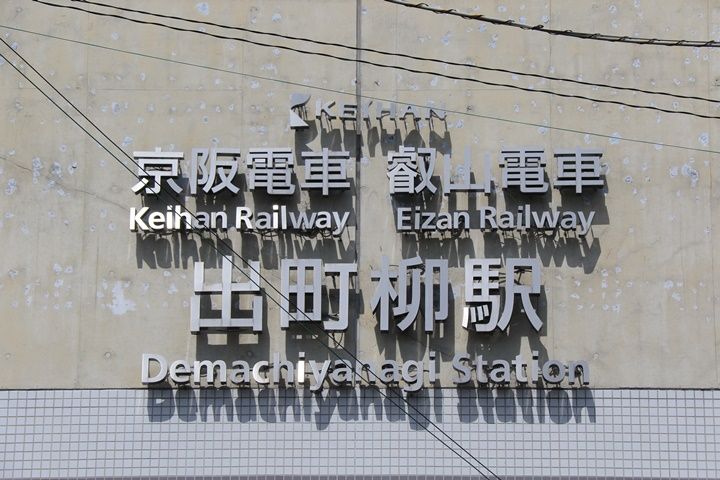 KEIHAN
京阪電車 叡山電車
Keihan Railway Eizan Railway
出町柳駅
Demachiyanagi Station